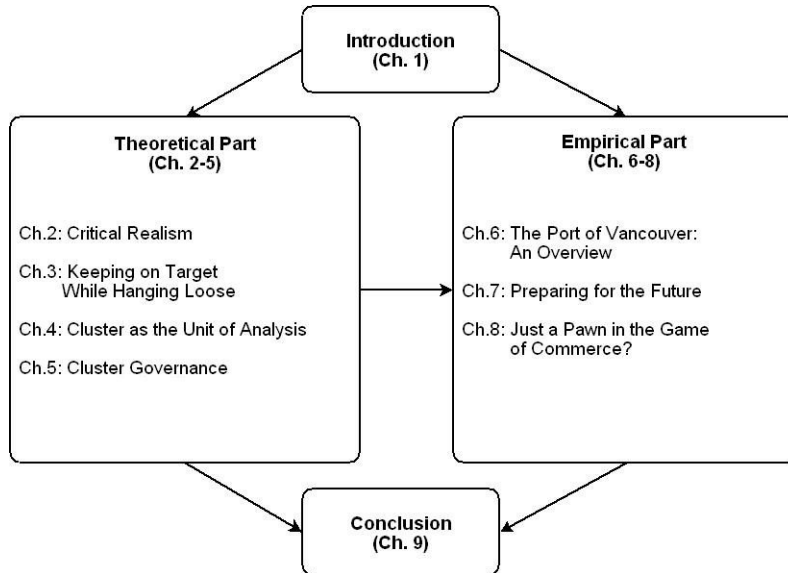 Introduction
(Ch. 1)
Theoretical Part
(Ch. 2-5)
Ch.2: Critical Realism
Ch.3: Keeping on Target
While Hanging Loose
Ch.4: Cluster as the Unit of Analysis
Ch.5: Cluster Governance
Empirical Part
(Ch. 6-8)
Ch.6: The Port of Vancouver:
An Overview
Ch.7: Preparing for the Future
Ch.8: Just a Pawn in the Game
of Commerce?
Conclusion
(Ch. 9)